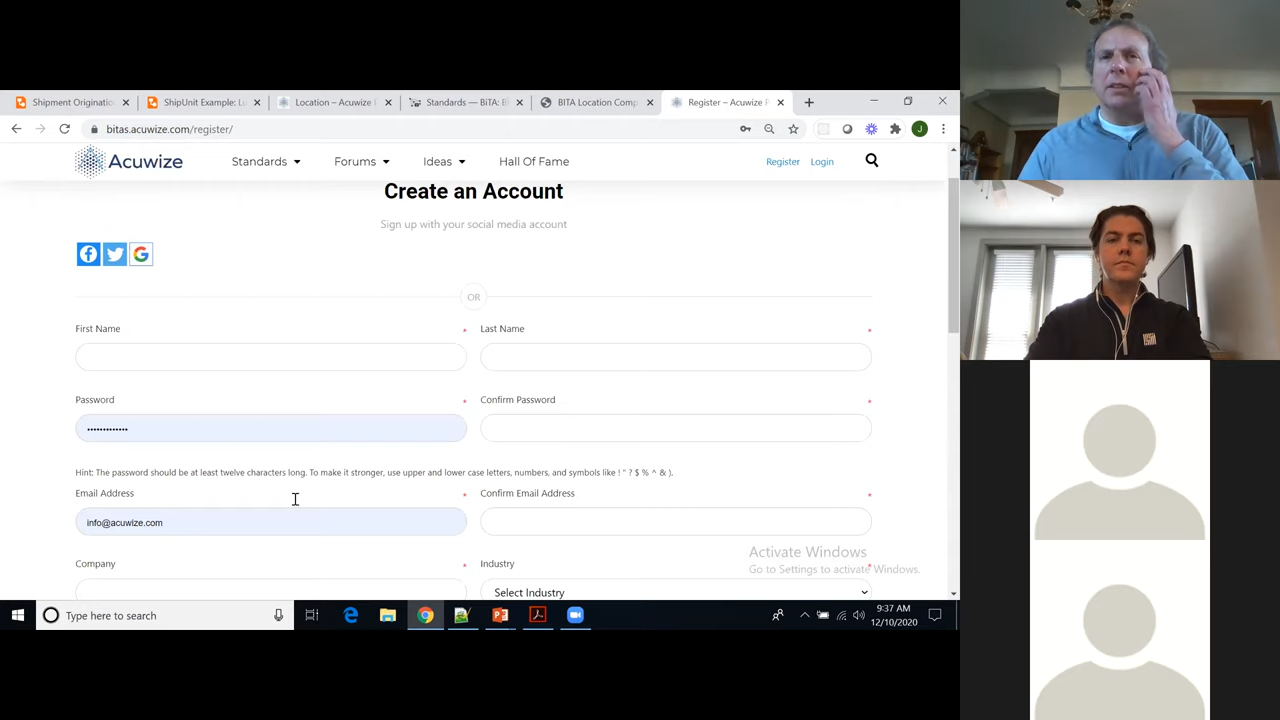 Shipment Originatio
ShipUnit Example: Lu
Location – Acuwize
Standards — BiTA: B
BITA Location Comp
Register – Acuwize
bitas.acuwize.com/register/
J
Acuwize
Standards
Forums
Ideas
Hall Of Fame
Register
Login
Create an Account
Sign up with your social media account
OR
First Name *
Last Name *
Password *
Confirm Password *
•••••••••••••
Hint: The password should be at least twelve characters long. To make it stronger, use upper and lower case letters, numbers, and symbols like ! " ? $ % ^ & ).
Email Address *
Confirm Email Address *
info@acuwize.com
Activate Windows
Go to Settings to activate Windows.
Company *
Industry *
Select Industry
Type here to search
9:37 AM
12/10/2020